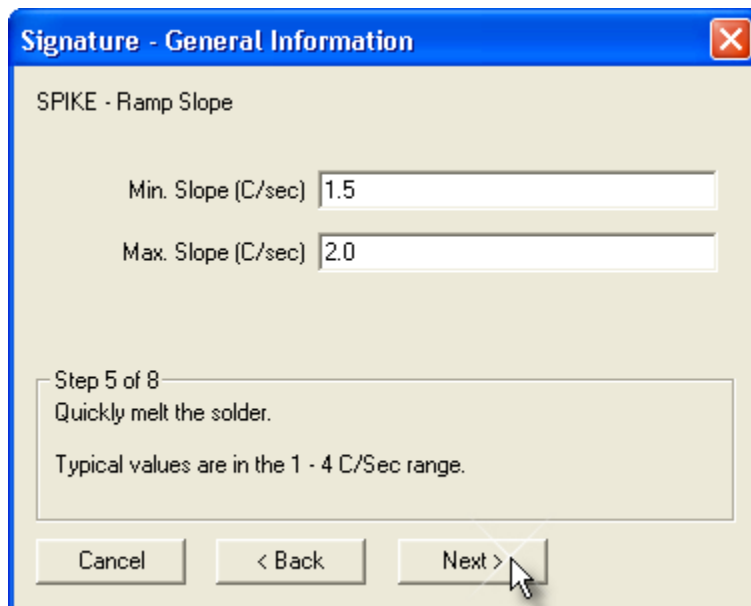 Signature - General Information
SPIKE - Ramp Slope
Min. Slope (C/sec) 1.5
Max. Slope (C/sec) 2.0
Step 5 of 8
Quickly melt the solder.
Typical values are in the 1 - 4 C/Sec range.
Cancel < Back Next >